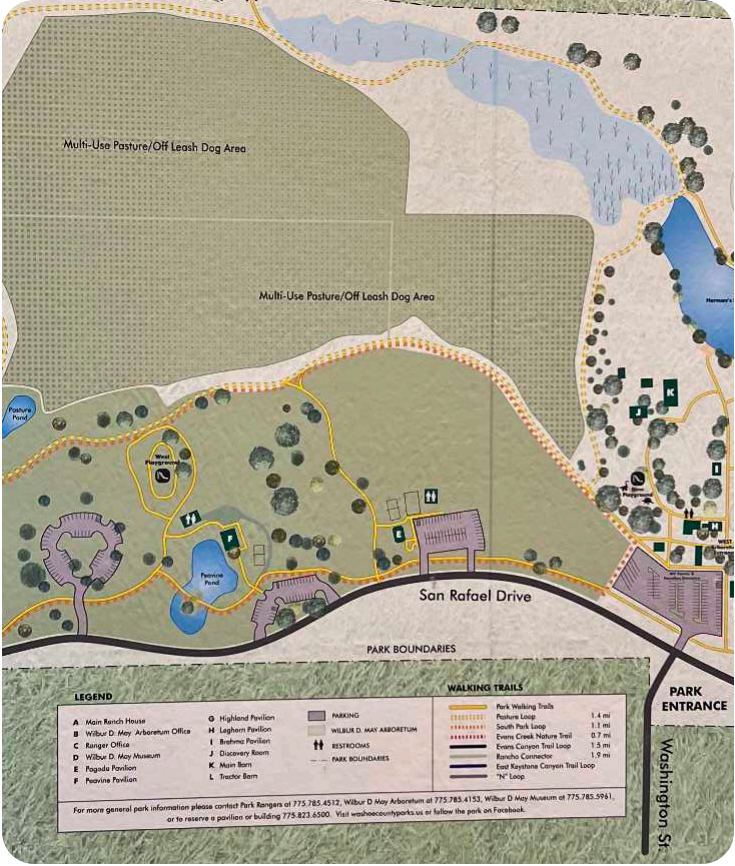 Multi-Use Pasture/Off Leash Dog Area
Multi-Use Pasture/Off Leash Dog Area
Herman's
Pasture
Pond
K
J
West
Playground
I
H
WEST
F
E
Peavine
Pond
San Rafael Drive
PARK BOUNDARIES
PARK
ENTRANCE
Washington St.
LEGEND
A Main Ranch House
B Wilbur D. May Arboretum Office
C Ranger Office
D Wilbur D. May Museum
E Pagoda Pavilion
F Peavine Pavilion
G Highland Pavilion
H Leghorn Pavilion
I Brahma Pavilion
J Discovery Room
K Main Barn
L Tractor Barn
PARKING
WILBUR D. MAY ARBORETUM
RESTROOMS
PARK BOUNDARIES
WALKING TRAILS
Park Walking Trails
Pasture Loop 1.4 mi
South Park Loop 1.1 mi
Evans Creek Nature Trail 0.7 mi
Evans Canyon Trail Loop 1.5 mi
Rancho Connector 1.9 mi
East Keystone Canyon Trail Loop
"N" Loop
For more general park information please contact Park Rangers at 775.785.4512, Wilbur D May Arboretum at 775.785.4153, Wilbur D May Museum at 775.785.5961,
or to reserve a pavilion or building 775.823.6500. Visit washoecountyparks.us or follow the park on Facebook.